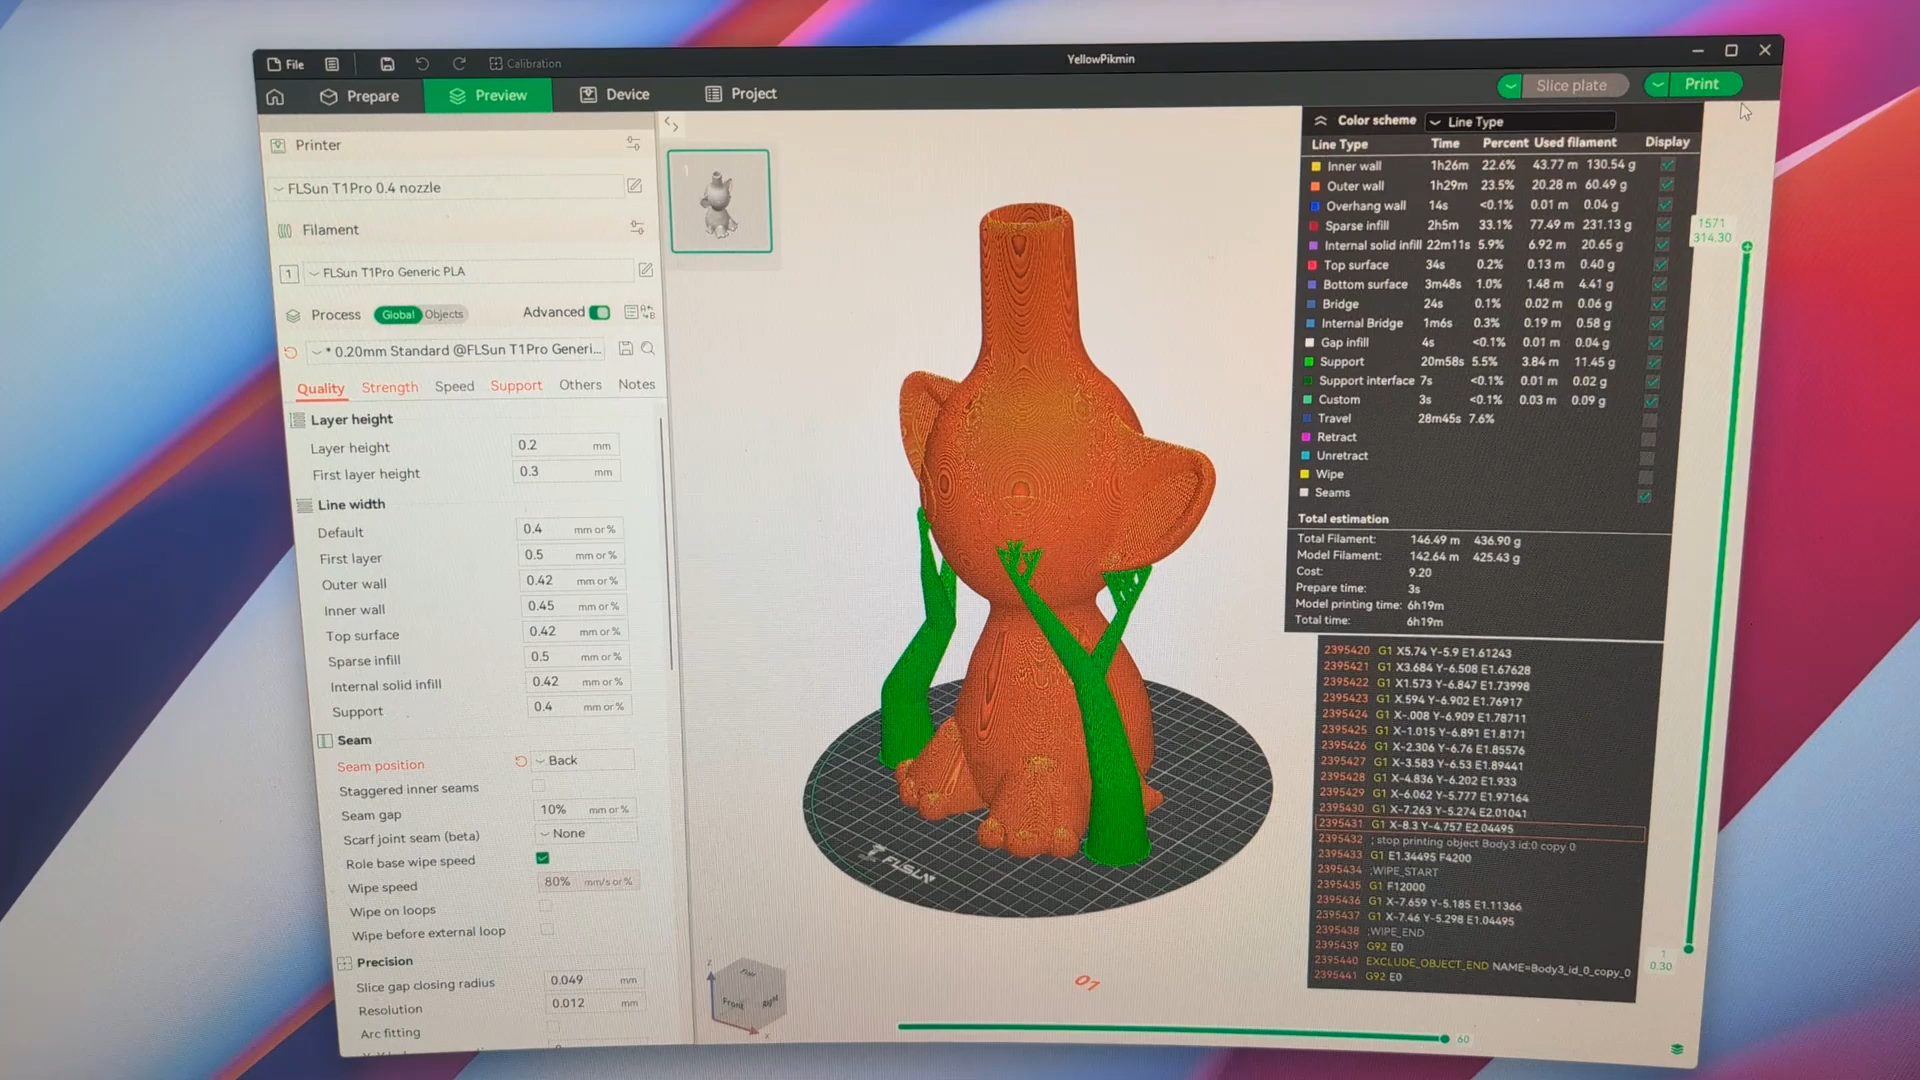 File
Calibration
YellowPikmin
Prepare
Preview
Device
Project
Slice plate
Print
Printer
FLSun T1Pro 0.4 nozzle
Filament
1 FLSun T1Pro Generic PLA
Process Global Objects Advanced
* 0.20mm Standard @FLSun T1Pro Generi...
Quality Strength Speed Support Others Notes
Layer height
Layer height 0.2 mm
First layer height 0.3 mm
Line width
Default 0.4 mm or %
First layer 0.5 mm or %
Outer wall 0.42 mm or %
Inner wall 0.45 mm or %
Top surface 0.42 mm or %
Sparse infill 0.5 mm or %
Internal solid infill 0.42 mm or %
Support 0.4 mm or %
Seam
Seam position Back
Staggered inner seams
Seam gap 10% mm or %
Scarf joint seam (beta) None
Role base wipe speed
Wipe speed 80% mm/s or %
Wipe on loops
Wipe before external loop
Precision
Slice gap closing radius 0.049 mm
Resolution 0.012 mm
Arc fitting
1
FLSUN
01
Front Right
z
x
60
Color scheme Line Type
Line Type Time Percent Used filament Display
Inner wall 1h26m 22.6% 43.77 m 130.54 g
Outer wall 1h29m 23.5% 20.28 m 60.49 g
Overhang wall 14s <0.1% 0.01 m 0.04 g
Sparse infill 2h5m 33.1% 77.49 m 231.13 g
Internal solid infill 22m11s 5.9% 6.92 m 20.65 g
Top surface 34s 0.2% 0.13 m 0.40 g
Bottom surface 3m48s 1.0% 1.48 m 4.41 g
Bridge 24s 0.1% 0.02 m 0.06 g
Internal Bridge 1m6s 0.3% 0.19 m 0.58 g
Gap infill 4s <0.1% 0.01 m 0.04 g
Support 20m58s 5.5% 3.84 m 11.45 g
Support interface 7s <0.1% 0.01 m 0.02 g
Custom 3s <0.1% 0.03 m 0.09 g
Travel 28m45s 7.6%
Retract
Unretract
Wipe
Seams
Total estimation
Total Filament: 146.49 m 436.90 g
Model Filament: 142.64 m 425.43 g
Cost: 9.20
Prepare time: 3s
Model printing time: 6h19m
Total time: 6h19m
1571
314.30
1
0.30
2395420 G1 X5.74 Y-5.9 E1.61243
2395421 G1 X3.684 Y-6.508 E1.67628
2395422 G1 X1.573 Y-6.847 E1.73998
2395423 G1 X.594 Y-6.902 E1.76917
2395424 G1 X-.008 Y-6.909 E1.78711
2395425 G1 X-1.015 Y-6.891 E1.8171
2395426 G1 X-2.306 Y-6.76 E1.85576
2395427 G1 X-3.583 Y-6.53 E1.89441
2395428 G1 X-4.836 Y-6.202 E1.933
2395429 G1 X-6.062 Y-5.777 E1.97164
2395430 G1 X-7.263 Y-5.274 E2.01041
2395431 G1 X-8.3 Y-4.757 E2.04495
2395432 ; stop printing object Body3 id:0 copy 0
2395433 G1 E1.34495 F4200
2395434 ;WIPE_START
2395435 G1 F12000
2395436 G1 X-7.659 Y-5.185 E1.11366
2395437 G1 X-7.46 Y-5.298 E1.04495
2395438 ;WIPE_END
2395439 G92 E0
2395440 EXCLUDE_OBJECT_END NAME=Body3_id_0_copy_0
2395441 G92 E0